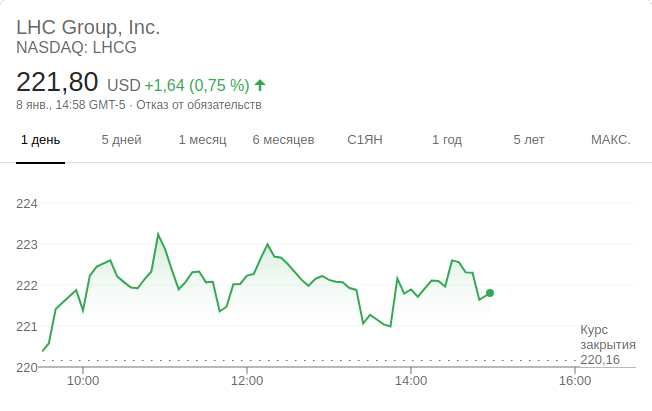 LHC Group, Inc.
NASDAQ: LHCG
221,80 USD +1,64 (0,75 %)
8 янв., 14:58 GMT-5 · Отказ от обязательств
1 день 5 дней 1 месяц 6 месяцев С1ЯН 1 год 5 лет МАКС.
224
223
222
221
220
Курс
закрытия
220,16
10:00 12:00 14:00 16:00